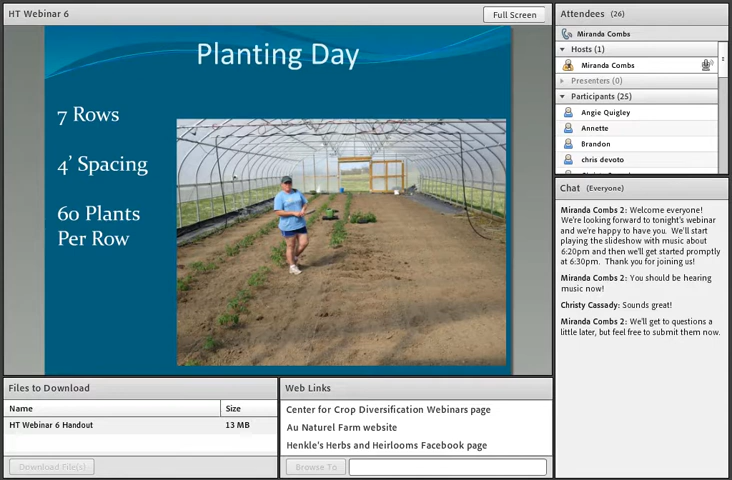 HT Webinar 6
Full Screen
Planting Day
7 Rows
4' Spacing
60 Plants
Per Row
Attendees (26)
Miranda Combs
Hosts (1)
Miranda Combs
Presenters (0)
Participants (25)
Angie Quigley
Annette
Brandon
chris devoto
Chat (Everyone)
Miranda Combs 2: Welcome everyone!
We're looking forward to tonight's webinar
and we're happy to have you. We'll start
playing the slideshow with music about
6:20pm and then we'll get started promptly
at 6:30pm. Thank you for joining us!
Miranda Combs 2: You should be hearing
music now!
Christy Cassady: Sounds great!
Miranda Combs 2: We'll get to questions a
little later, but feel free to submit them now.
Files to Download
Name Size
HT Webinar 6 Handout 13 MB
Download File(s)
Web Links
Center for Crop Diversification Webinars page
Au Naturel Farm website
Henkle's Herbs and Heirlooms Facebook page
Browse To